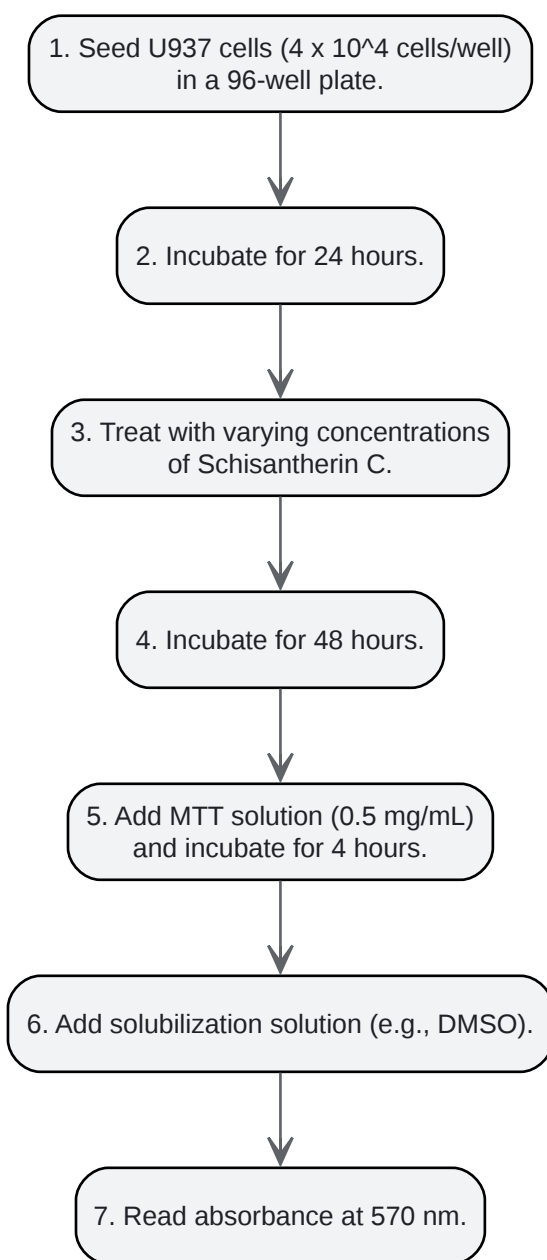 1. Seed U937 cells (4 x 10^4 cells/well)
in a 96-well plate.
2. Incubate for 24 hours.
3. Treat with varying concentrations
of Schisantherin C.
4. Incubate for 48 hours.
5. Add MTT solution (0.5 mg/mL)
and incubate for 4 hours.
6. Add solubilization solution (e.g., DMSO).
7. Read absorbance at 570 nm.